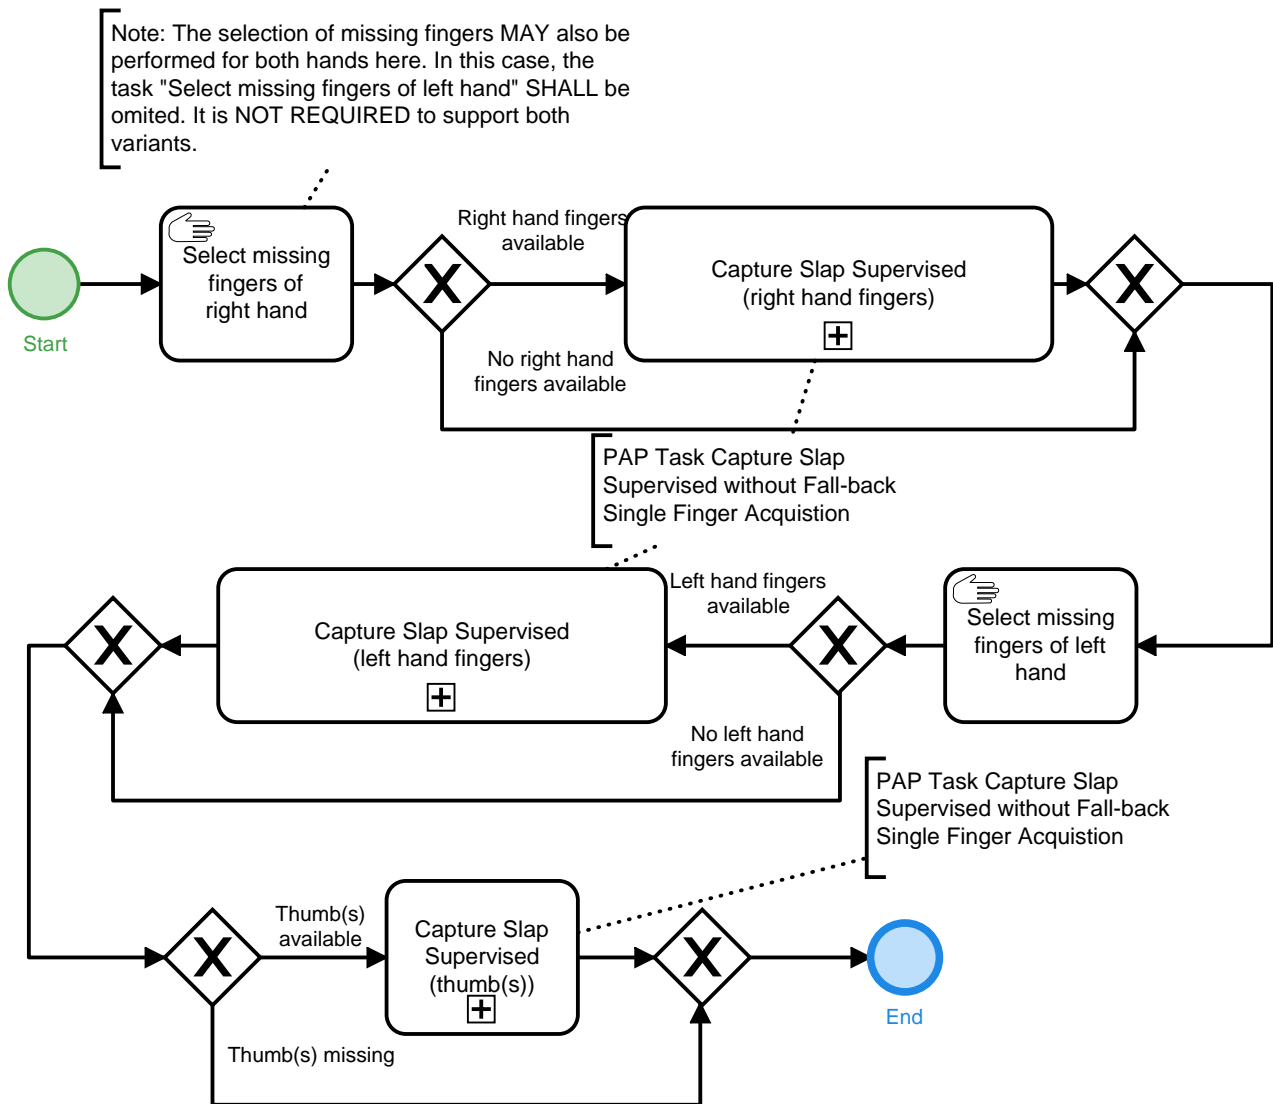 Note: The selection of missing fingers MAY also be
performed for both hands here. In this case, the
task "Select missing fingers of left hand" SHALL be
omited. It is NOT REQUIRED to support both
variants.
Start
Select missing
fingers of
right hand
Right hand fingers
available
No right hand
fingers available
Capture Slap Supervised
(right hand fingers)
PAP Task Capture Slap
Supervised without Fall-back
Single Finger Acquistion
Select missing
fingers of left
hand
Left hand fingers
available
No left hand
fingers available
Capture Slap Supervised
(left hand fingers)
PAP Task Capture Slap
Supervised without Fall-back
Single Finger Acquistion
Thumb(s)
available
Thumb(s) missing
Capture Slap
Supervised
(thumb(s))
End